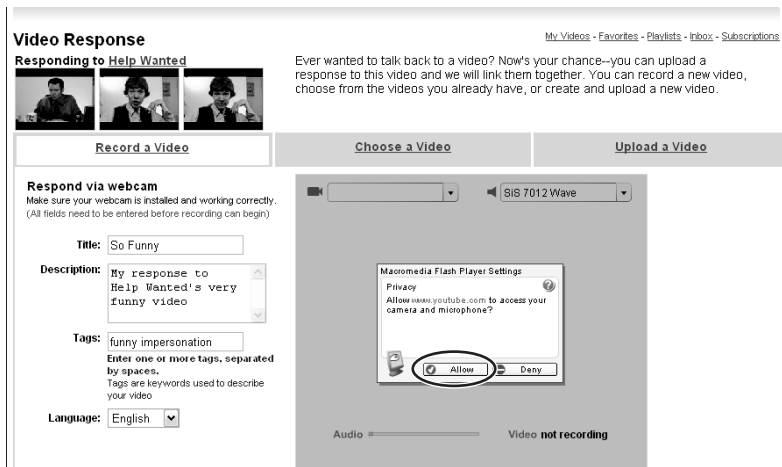 Video Response
My Videos - Favorites - Playlists - Inbox - Subscriptions
Responding to Help Wanted
Ever wanted to talk back to a video? Now's your chance--you can upload a
response to this video and we will link them together. You can record a new video,
choose from the videos you already have, or create and upload a new video.
Record a Video
Choose a Video
Upload a Video
Respond via webcam
Make sure your webcam is installed and working correctly.
(All fields need to be entered before recording can begin)
Title: So Funny
Description: My response to
Help Wanted's very
funny video
Tags: funny impersonation
Enter one or more tags, separated
by spaces.
Tags are keywords used to describe
your video
Language: English
SiS 7012 Wave
Macromedia Flash Player Settings
Privacy
Allow www.youtube.com to access your
camera and microphone?
Allow
Deny
Audio
Video not recording